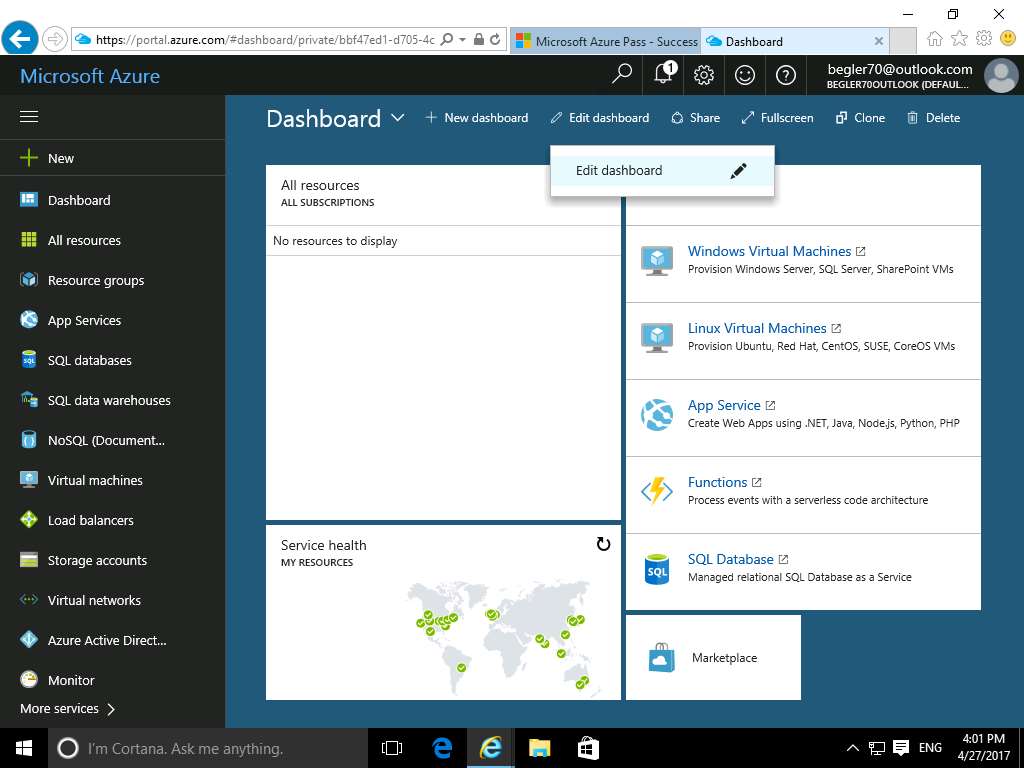 https://portal.azure.com/#dashboard/private/bbf47ed1-d705-4c
Microsoft Azure Pass - Success
Dashboard
Microsoft Azure
1
begler70@outlook.com
BEGLER70OUTLOOK (DEFAUL...
Dashboard
New dashboard
Edit dashboard
Share
Fullscreen
Clone
Delete
Edit dashboard
New
Dashboard
All resources
Resource groups
App Services
SQL databases
SQL data warehouses
NoSQL (Document...
Virtual machines
Load balancers
Storage accounts
Virtual networks
Azure Active Direct...
Monitor
More services
All resources
ALL SUBSCRIPTIONS
No resources to display
Service health
MY RESOURCES
Windows Virtual Machines
Provision Windows Server, SQL Server, SharePoint VMs
Linux Virtual Machines
Provision Ubuntu, Red Hat, CentOS, SUSE, CoreOS VMs
App Service
Create Web Apps using .NET, Java, Node.js, Python, PHP
Functions
Process events with a serverless code architecture
SQL
SQL Database
Managed relational SQL Database as a Service
Marketplace
I'm Cortana. Ask me anything.
ENG
4:01 PM
4/27/2017